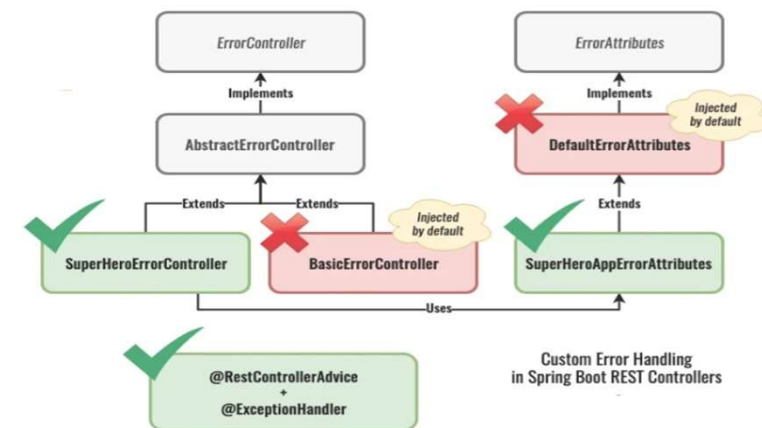 ErrorController
ErrorAttributes
Implements
Implements
Injected
by default
AbstractErrorController
DefaultErrorAttributes
Extends
Extends
Injected
by default
Extends
SuperHeroErrorController
BasicErrorController
SuperHeroAppErrorAttributes
Uses
@RestControllerAdvice
+
@ExceptionHandler
Custom Error Handling
in Spring Boot REST Controllers